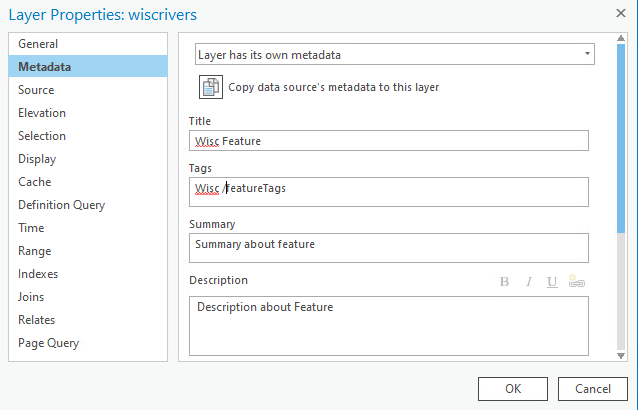 Layer Properties: wiscrivers
General
Metadata
Source
Elevation
Selection
Display
Cache
Definition Query
Time
Range
Indexes
Joins
Relates
Page Query
Layer has its own metadata
Copy data source's metadata to this layer
Title
Wisc Feature
Tags
Wisc /featureTags
Summary
Summary about feature
Description
B I U
Description about Feature
OK Cancel